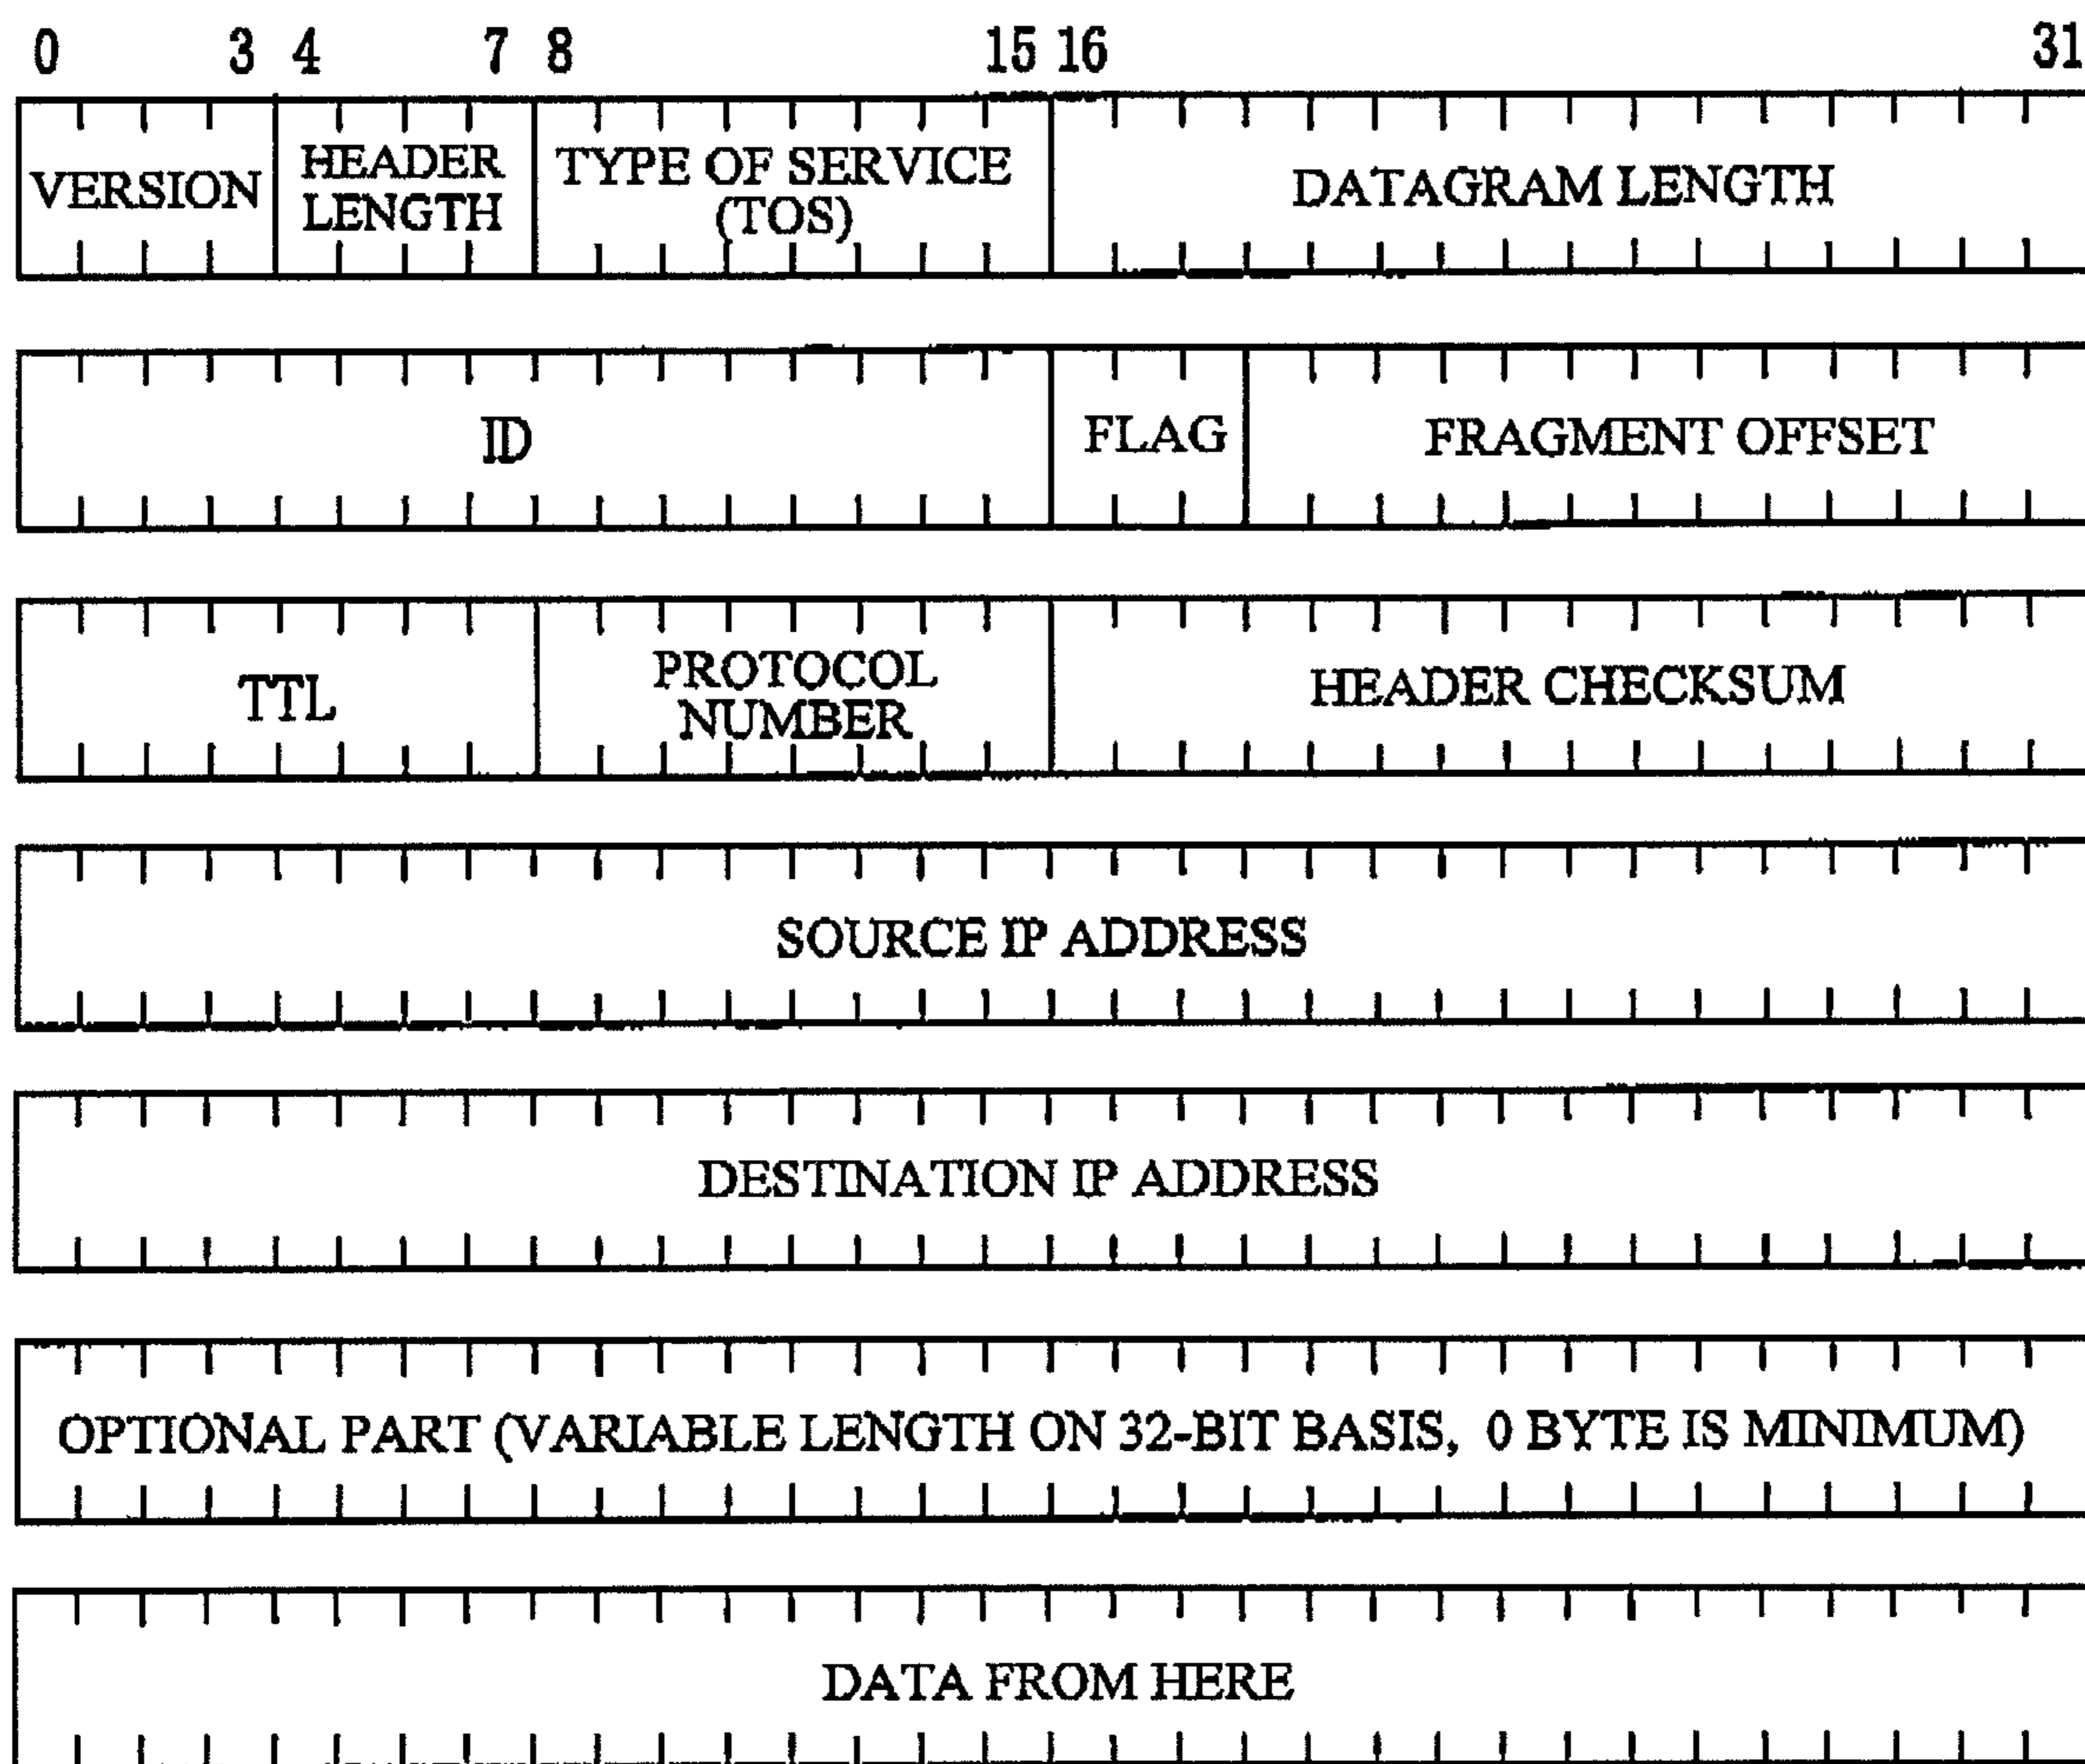 0 3 4 7 8 15 16 31
VERSION
HEADER
LENGTH
TYPE OF SERVICE
(TOS)
DATAGRAM LENGTH
ID
FLAG
FRAGMENT OFFSET
TTL
PROTOCOL
NUMBER
HEADER CHECKSUM
SOURCE IP ADDRESS
DESTINATION IP ADDRESS
OPTIONAL PART (VARIABLE LENGTH ON 32-BIT BASIS, 0 BYTE IS MINIMUM)
DATA FROM HERE